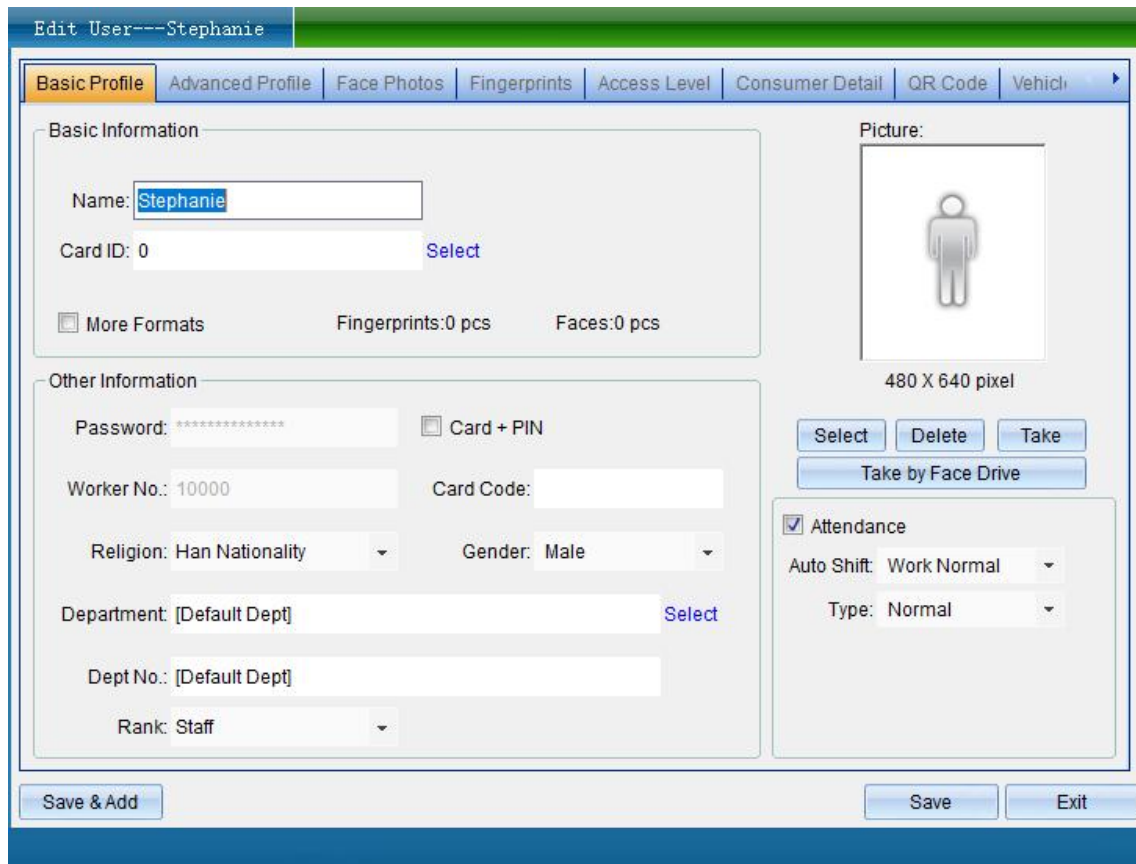 Edit User---Stephanie
Basic Profile Advanced Profile Face Photos Fingerprints Access Level Consumer Detail QR Code
Basic Information
Picture:
Name: Stephanie
Card ID: 0 Select
More Formats Fingerprints:0 pcs Faces:0 pcs
480 X 640 pixel
Other Information
Password: ************** Card + PIN
Select Delete Take
Take by Face Drive
Worker No.: 10000 Card Code:
Attendance
Religion: Han Nationality Gender: Male
Auto Shift: Work Normal
Type: Normal
Department: [Default Dept] Select
Dept No.: [Default Dept]
Rank: Staff
Save & Add Save Exit